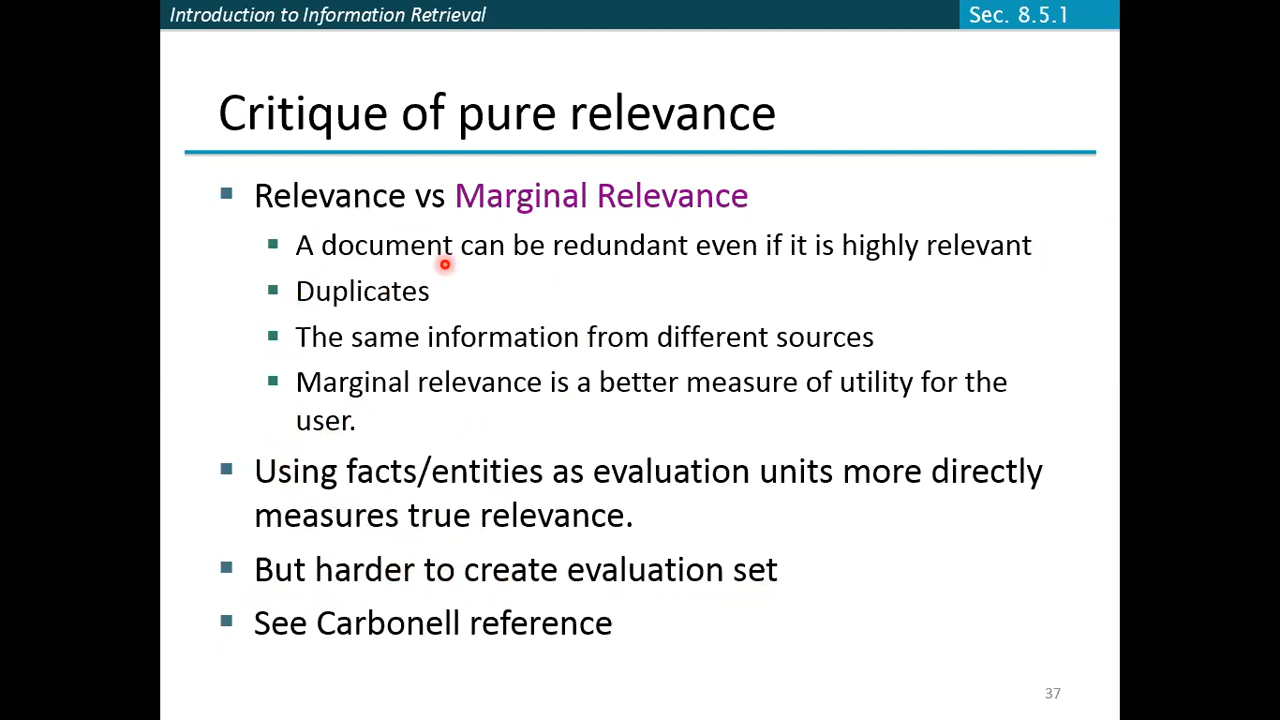 Introduction to Information Retrieval
Sec. 8.5.1
Critique of pure relevance
Relevance vs Marginal Relevance
A document can be redundant even if it is highly relevant
Duplicates
The same information from different sources
Marginal relevance is a better measure of utility for the
user.
Using facts/entities as evaluation units more directly
measures true relevance.
But harder to create evaluation set
See Carbonell reference
37